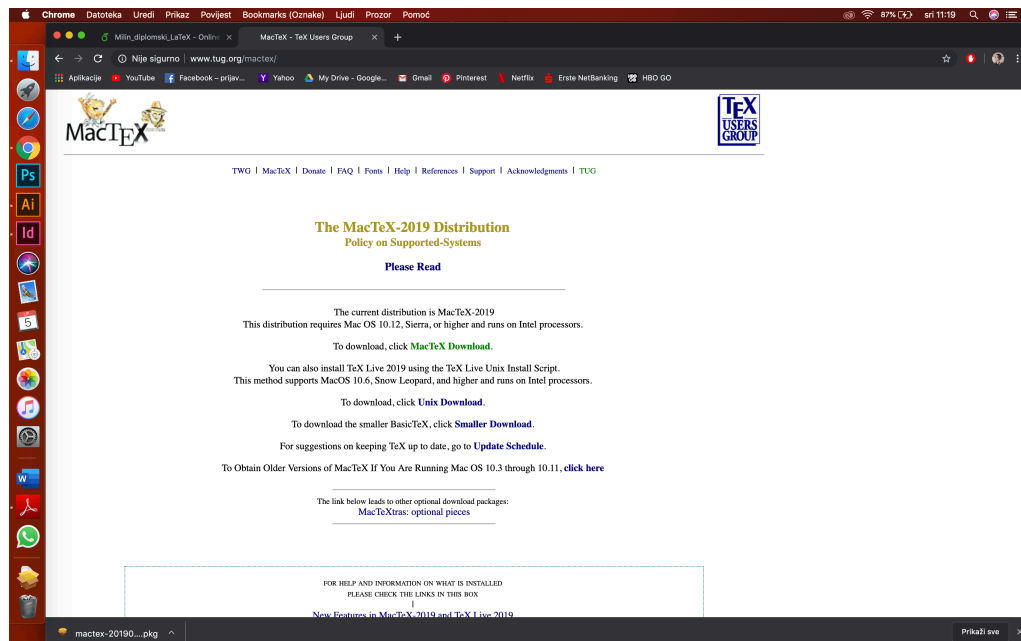 Chrome Datoteka Uredi Prikaz Povijest Bookmarks (Oznake) Ljudi Prozor Pomoć 87% sri 11:19
Milin_diplomski_LaTeX - Online MacTeX - TeX Users Group
Nije sigurno | www.tug.org/mactex/
Aplikacije YouTube Facebook – prijav... Yahoo My Drive - Google... Gmail Pinterest Netflix Erste NetBanking HBO GO
MacTEX
TEX
USERS
GROUP
TWG | MacTeX | Donate | FAQ | Fonts | Help | References | Support | Acknowledgments | TUG
The MacTeX-2019 Distribution
Policy on Supported-Systems
Please Read
The current distribution is MacTeX-2019
This distribution requires Mac OS 10.12, Sierra, or higher and runs on Intel processors.
To download, click MacTeX Download.
You can also install TeX Live 2019 using the TeX Live Unix Install Script.
This method supports MacOS 10.6, Snow Leopard, and higher and runs on Intel processors.
To download, click Unix Download.
To download the smaller BasicTeX, click Smaller Download.
For suggestions on keeping TeX up to date, go to Update Schedule.
To Obtain Older Versions of MacTeX If You Are Running Mac OS 10.3 through 10.11, click here
The link below leads to other optional download packages:
MacTeXtras: optional pieces
FOR HELP AND INFORMATION ON WHAT IS INSTALLED
PLEASE CHECK THE LINKS IN THIS BOX
|
New Features in MacTeX-2019 and TeX Live 2019
Ps
Ai
Id
5
W
mactex-20190....pkg
Prikaži sve